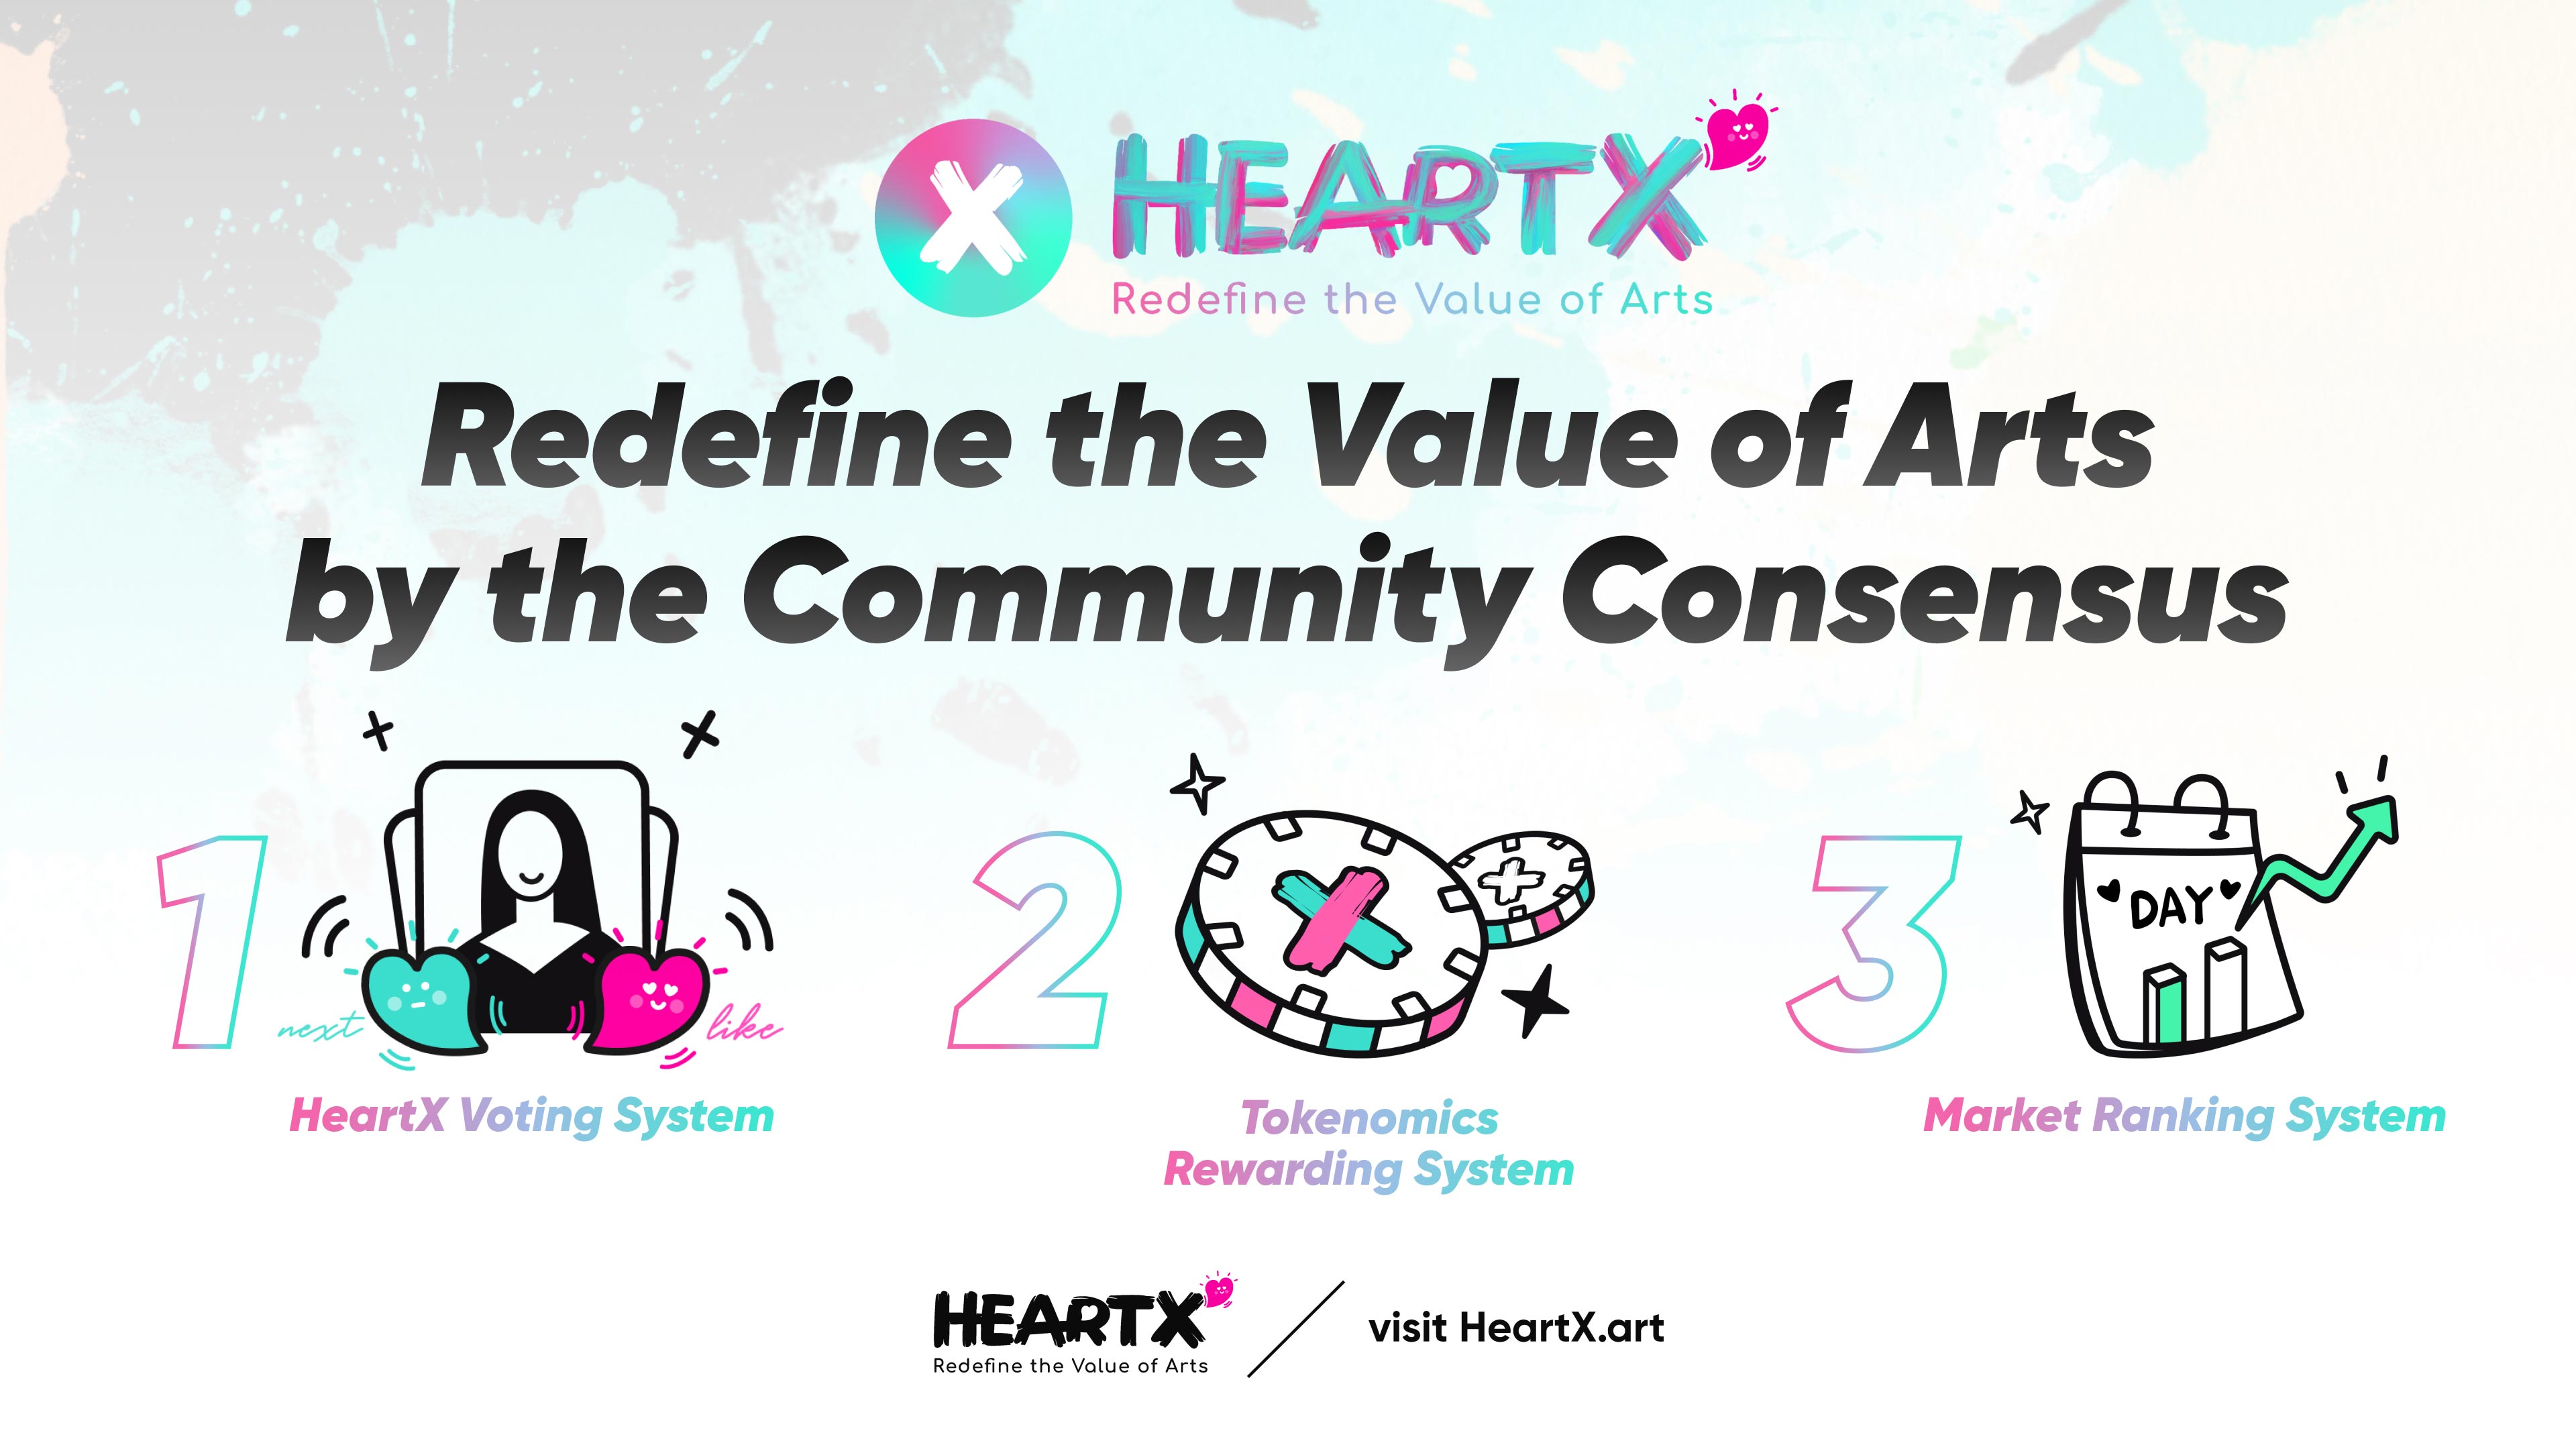 X
HEARTX
Redefine the Value of Arts
Redefine the Value of Arts
by the Community Consensus
1
next
like
HeartX Voting System
2
Tokenomics
Rewarding System
3
DAY
Market Ranking System
HEARTX
Redefine the Value of Arts
visit HeartX.art